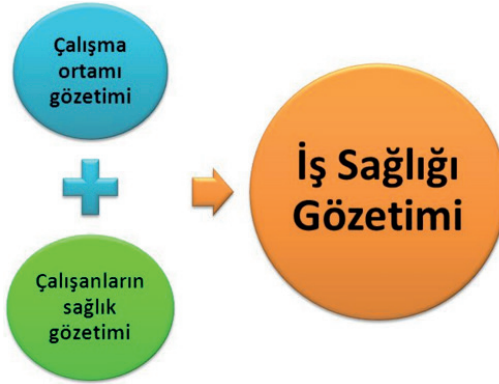 Çalışma
ortamı
gözetimi
Çalışanların
sağlık
gözetimi
İş Sağlığı
Gözetimi